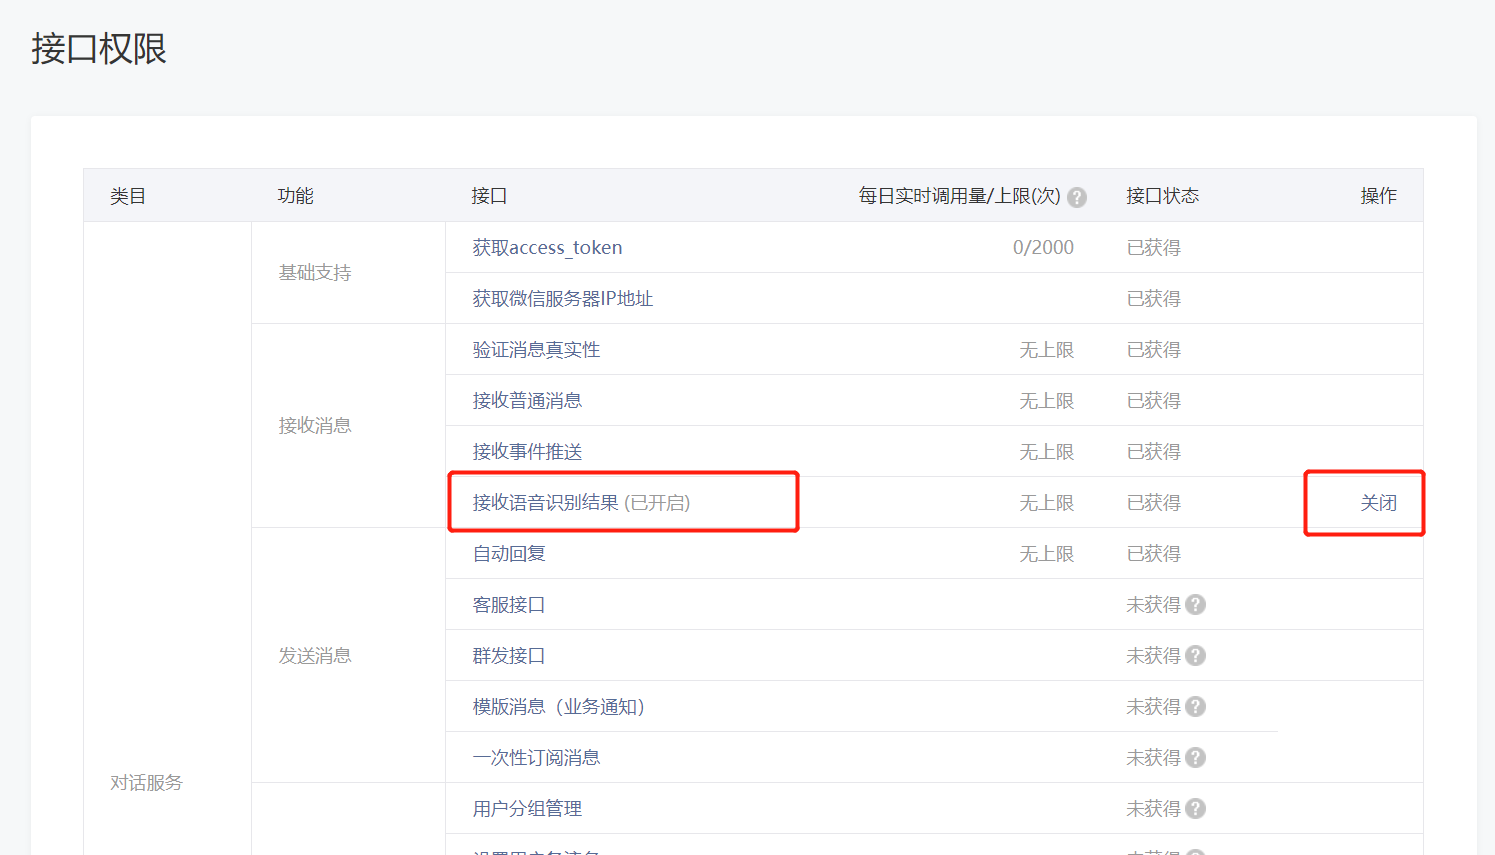 接口权限
类目 功能 接口 每日实时调用量/上限(次) ? 接口状态 操作
对话服务
基础支持
获取access_token 0/2000 已获得
获取微信服务器IP地址 已获得
接收消息
验证消息真实性 无上限 已获得
接收普通消息 无上限 已获得
接收事件推送 无上限 已获得
接收语音识别结果 (已开启) 无上限 已获得 关闭
发送消息
自动回复 无上限 已获得
客服接口 未获得 ?
群发接口 未获得 ?
模版消息（业务通知） 未获得 ?
一次性订阅消息 未获得 ?
用户分组管理 未获得 ?